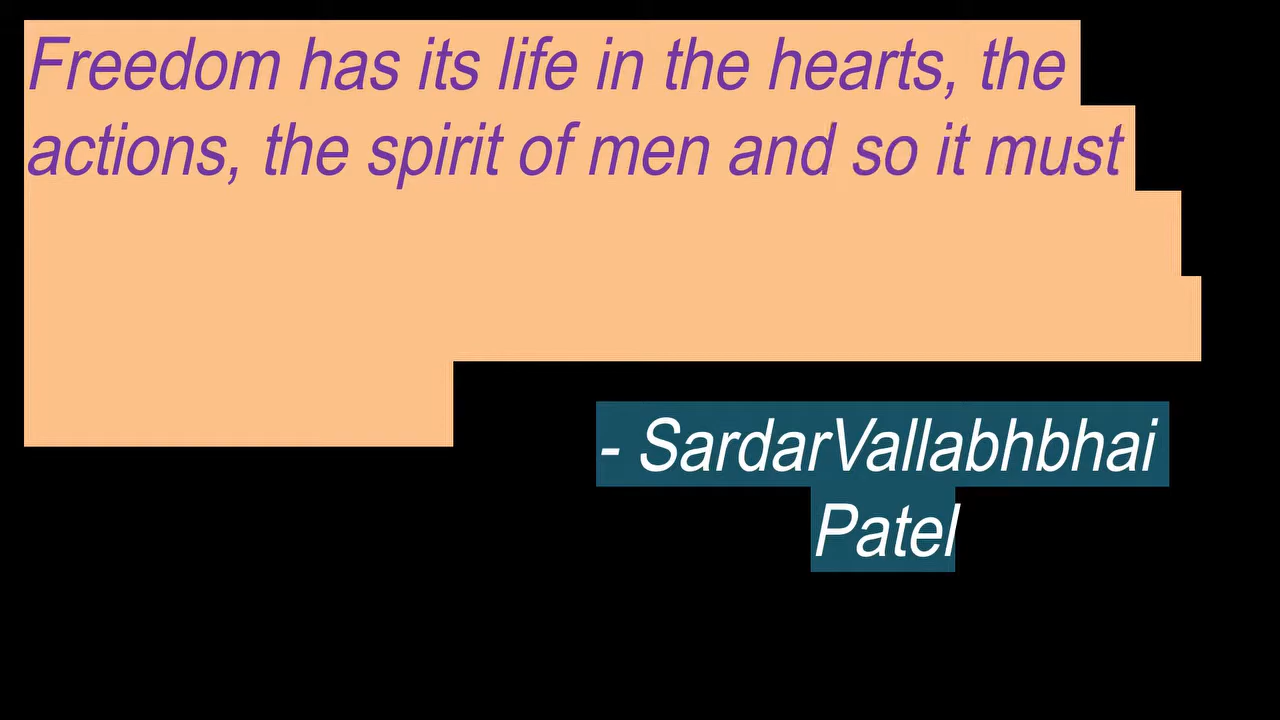 Freedom has its life in the hearts, the
actions, the spirit of men and so it must
- SardarVallabhbhai
Patel